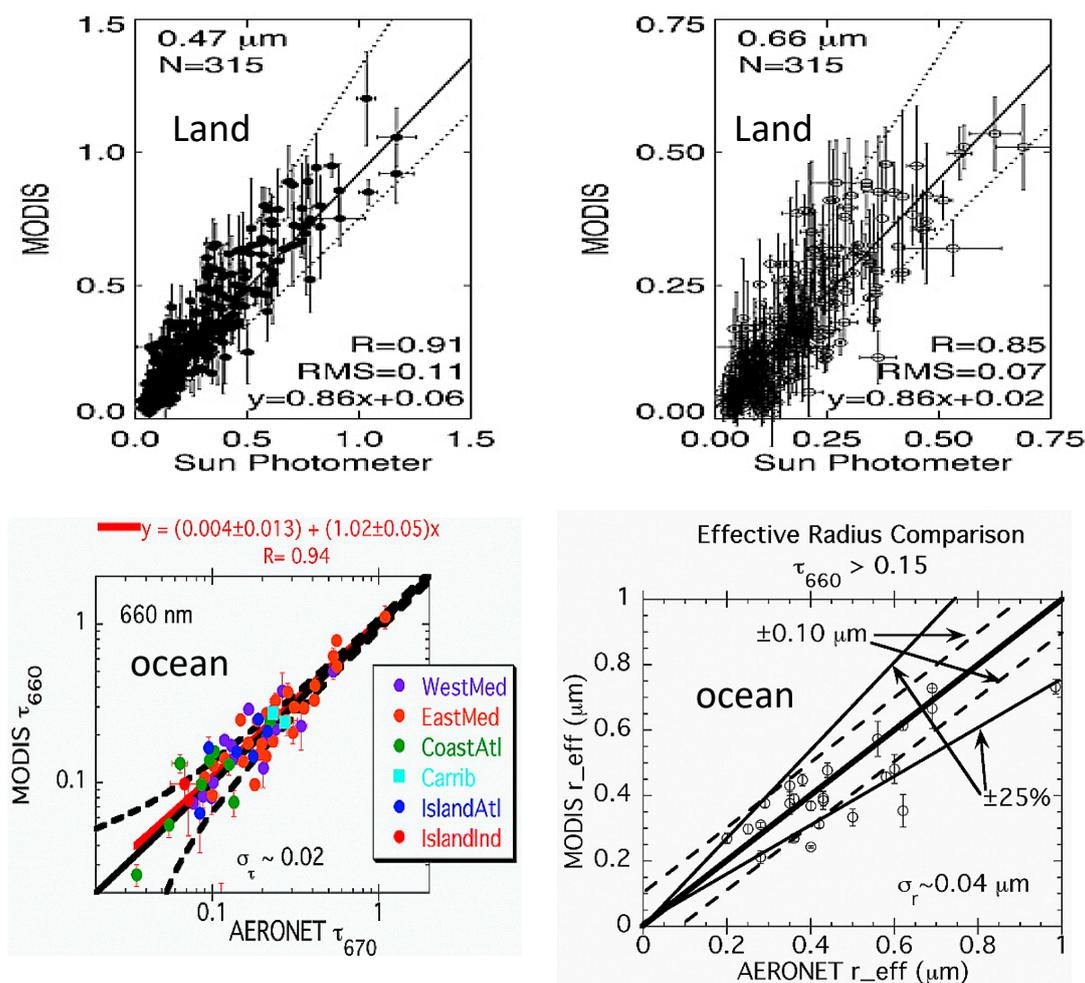 1.5
0.47 µm
N=315
Land
1.0
MODIS
0.5
R=0.91
RMS=0.11
y=0.86x+0.06
0.0
0.0 0.5 1.0 1.5
Sun Photometer
0.75
0.66 µm
N=315
Land
0.50
MODIS
0.25
R=0.85
RMS=0.07
y=0.86x+0.02
0.00
0.00 0.25 0.50 0.75
Sun Photometer
y = (0.004±0.013) + (1.02±0.05)x
R= 0.94
1
660 nm
ocean
MODIS τ660
0.1
WestMed
EastMed
CoastAtl
Carrib
IslandAtl
IslandInd
στ ~ 0.02
0.1 1
AERONET τ670
Effective Radius Comparison
τ660 > 0.15
1
±0.10 µm
0.8
ocean
0.6
MODIS r_eff (µm)
0.4
±25%
0.2
σr~0.04 µm
0
0 0.2 0.4 0.6 0.8 1
AERONET r_eff (µm)